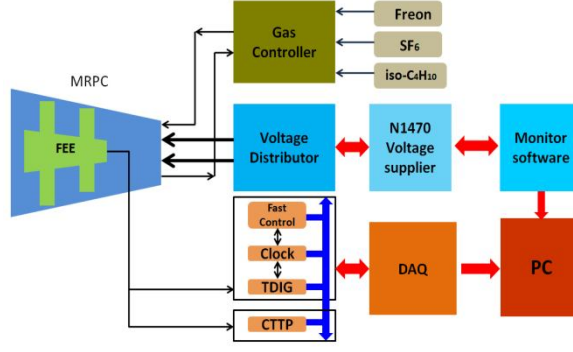 Freon
Gas
Controller
SF6
iso-C4H10
MRPC
FEE
Voltage
Distributor
N1470
Voltage
supplier
Monitor
software
Fast
Control
Clock
TDIG
CTTP
DAQ
PC